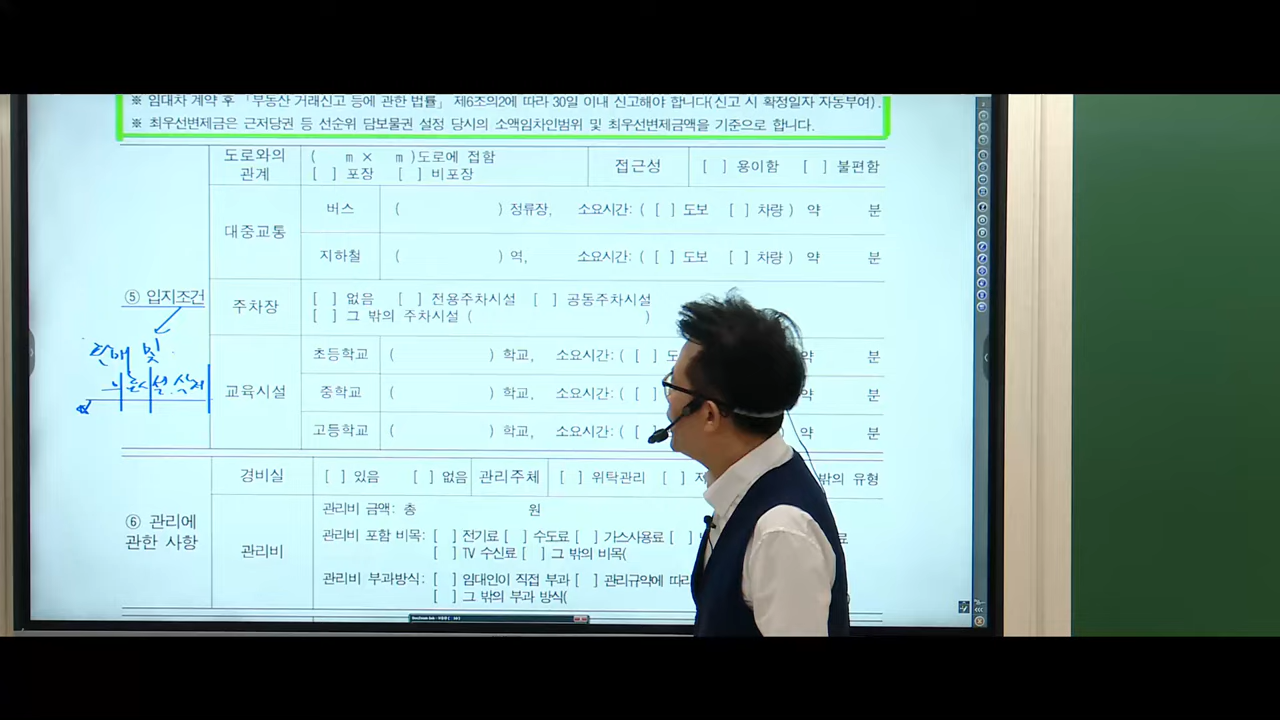 ※ 임대차 계약 후 「부동산 거래신고 등에 관한 법률」 제6조의2에 따라 30일 이내 신고해야 합니다(신고 시 확정일자 자동부여).
※ 최우선변제금은 근저당권 등 선순위 담보물권 설정 당시의 소액임차인범위 및 최우선변제금액을 기준으로 합니다.
⑤ 입지조건
판매 및
도로와의 관계
( m × m )도로에 접함
[ ] 포장 [ ] 비포장
접근성
[ ] 용이함 [ ] 불편함
대중교통
버스
( ) 정류장, 소요시간: ( [ ] 도보 [ ] 차량 ) 약 분
지하철
( ) 역, 소요시간: ( [ ] 도보 [ ] 차량 ) 약 분
주차장
[ ] 없음 [ ] 전용주차시설 [ ] 공동주차시설
[ ] 그 밖의 주차시설 ( )
교육시설
초등학교
( ) 학교, 소요시간: ( [ ] 약 분
중학교
( ) 학교, 소요시간: ( [ ] 약 분
고등학교
( ) 학교, 소요시간: ( [ ] 약 분
⑥ 관리에
관한 사항
경비실
[ ] 있음 [ ] 없음
관리주체
[ ] 위탁관리 [ ] 밖의 유형
관리비
관리비 금액: 총 원
관리비 포함 비목: [ ] 전기료 [ ] 수도료 [ ] 가스사용료 [ ]
[ ] TV 수신료 [ ] 그 밖의 비목(
관리비 부과방식: [ ] 임대인이 직접 부과 [ ] 관리규약에 따라
[ ] 그 밖의 부과 방식(